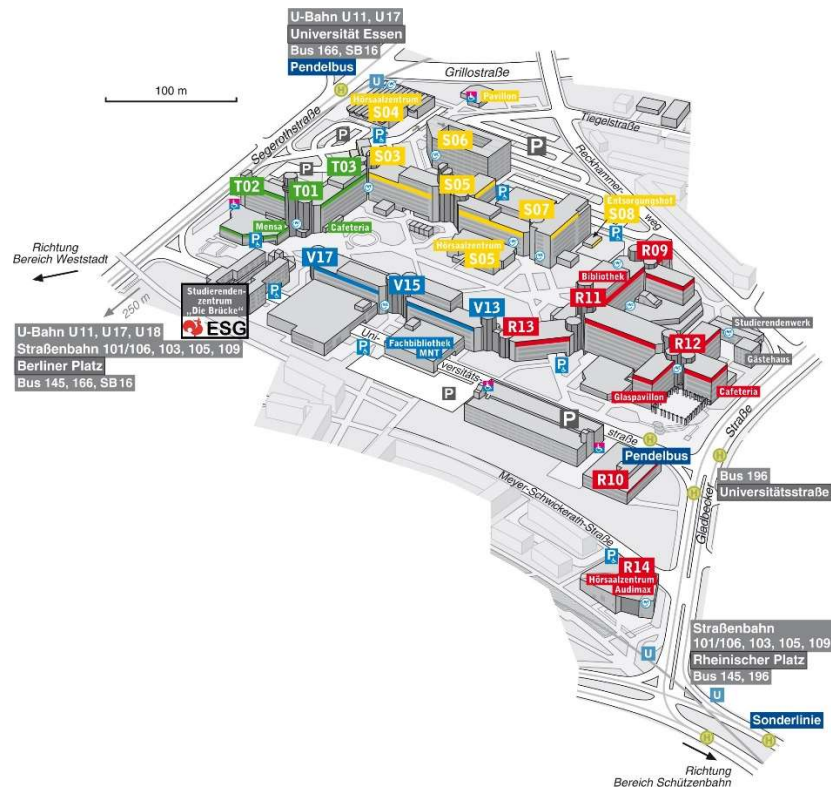 U-Bahn U11, U17
Universität Essen
Bus 166, SB16
Pendelbus
H
U
100 m
Grillostraße
Segerothstraße
Hörsaalzentrum
S04
Pavillon
Tiegelstraße
P
P
P
P
S06
S03
T03
P
T02
T01
S05
P
Reckhammer-
weg
Entsorgungshof
S08
S07
P
Mensa
P
Cafeteria
Hörsaalzentrum
S05
R09
Bibliothek
Richtung
Bereich Weststadt
250 m
V17
Studierenden-
zentrum
„Die Brücke“
ESG
P
V15
V13
R11
R13
U-Bahn U11, U17, U18
Straßenbahn 101/106, 103, 105, 109
Berliner Platz
Bus 145, 166, SB16
Uni-
versitäts-
straße
P
Fachbibliothek
MNT
P
R12
Studierendenwerk
Gästehaus
Glaspavillon
Cafeteria
P
P
H
Pendelbus
H
Gladbecker
Straße
Bus 196
Universitätsstraße
H
R10
Meyer-Schwickerath-Straße
P
R14
Hörsaalzentrum
Audimax
Straßenbahn
101/106, 103, 105, 109
Rheinischer Platz
Bus 145, 196
U
U
Sonderlinie
H
H
Richtung
Bereich Schützenbahn